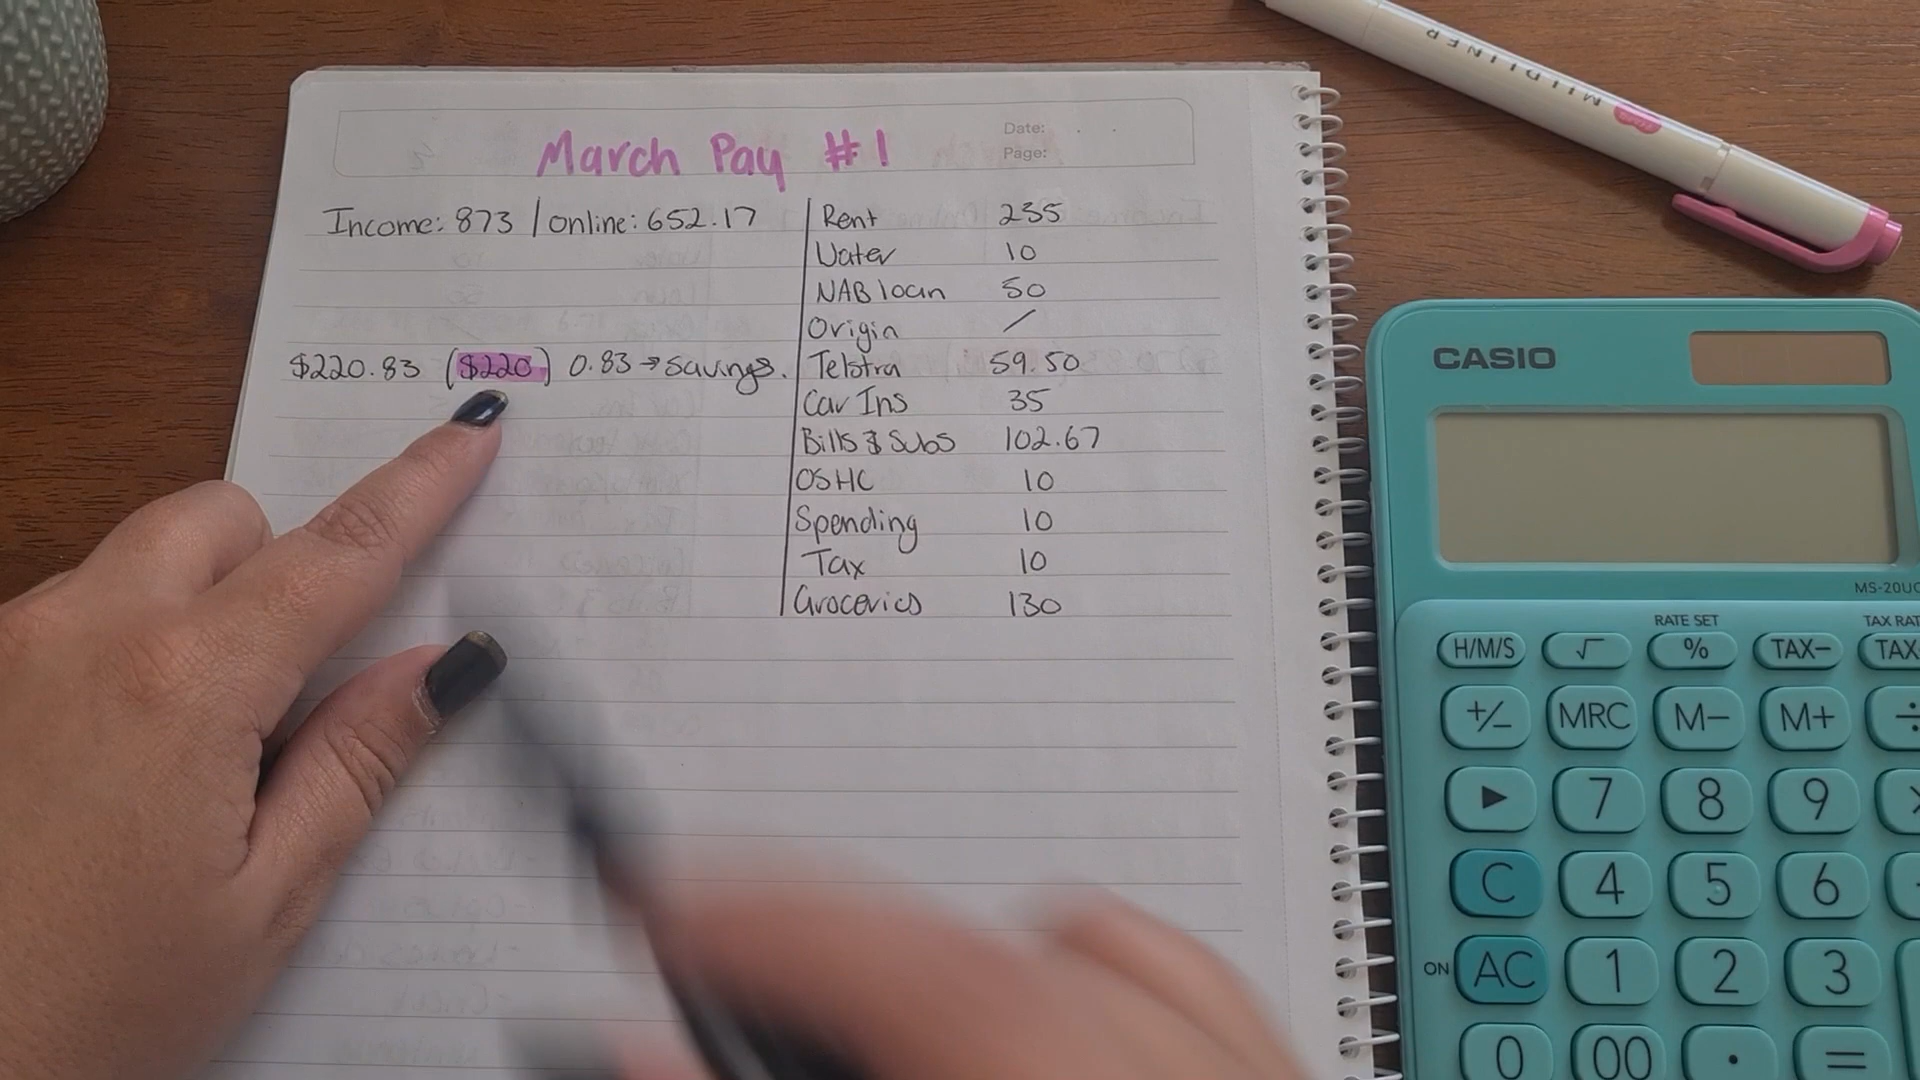 March Pay #1
Date:
Page:
Income: 873 / online: 652.17
$220.83 ($220) 0.83 → savings.
Rent 235
Water 10
NAB loan 50
Origin /
Telstra 59.50
Car Ins 35
Bills & Subs 102.67
OSHC 10
Spending 10
Tax 10
Groceries 130
MILDLINER
CASIO
MS-20UC
RATE SET
TAX RAT
H/M/S √ % TAX− TAX
+/− MRC M− M+ ÷
▶ 7 8 9 ×
C 4 5 6
ON AC 1 2 3
0 00 · =